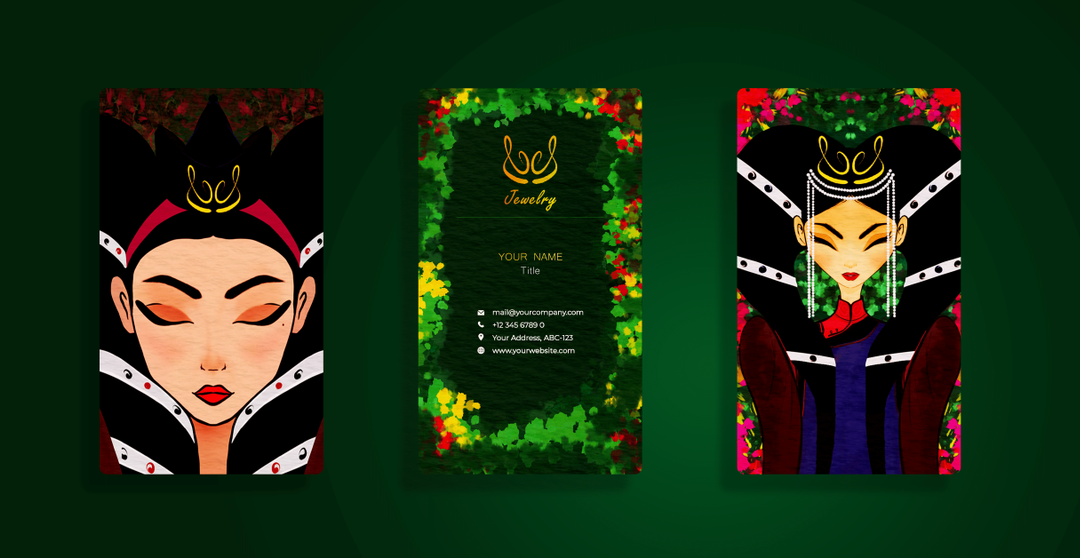 Jewelry
YOUR NAME
Title
mail@yourcompany.com
+12 345 6789 0
Your Address, ABC-123
www.yourwebsite.com